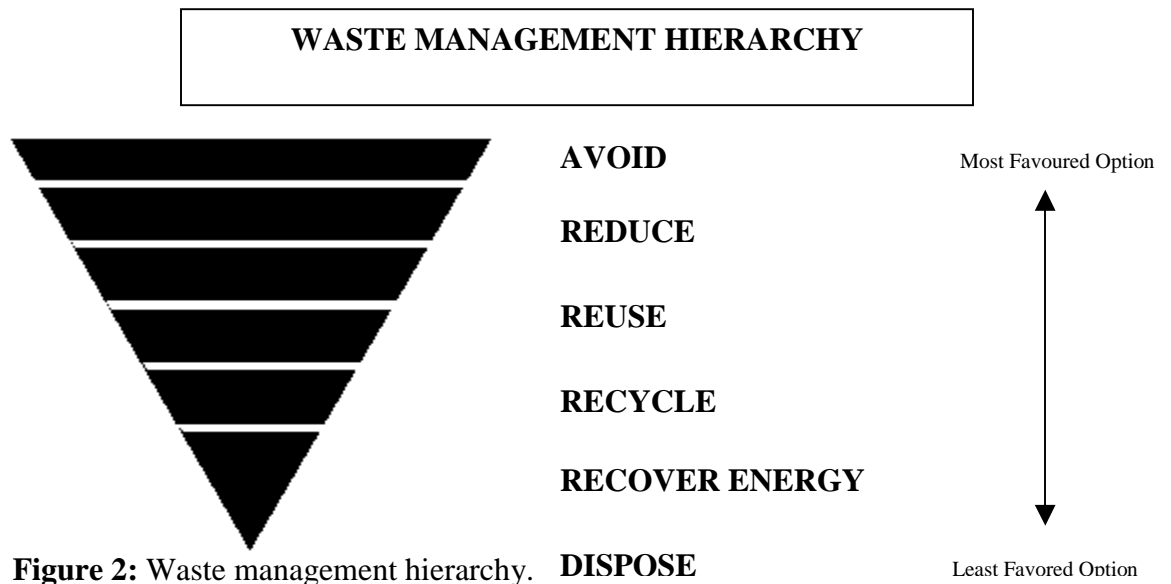 WASTE MANAGEMENT HIERARCHY
AVOID
Most Favoured Option
REDUCE
REUSE
RECYCLE
RECOVER ENERGY
DISPOSE
Least Favored Option
Figure 2: Waste management hierarchy.